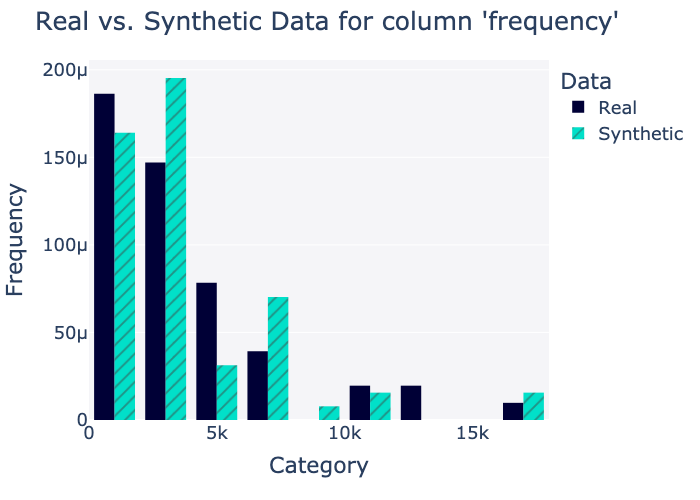 Real vs. Synthetic Data for column 'frequency'
200μ
150μ
100μ
50μ
0
Frequency
0
5k
10k
15k
Category
Data
Real
Synthetic